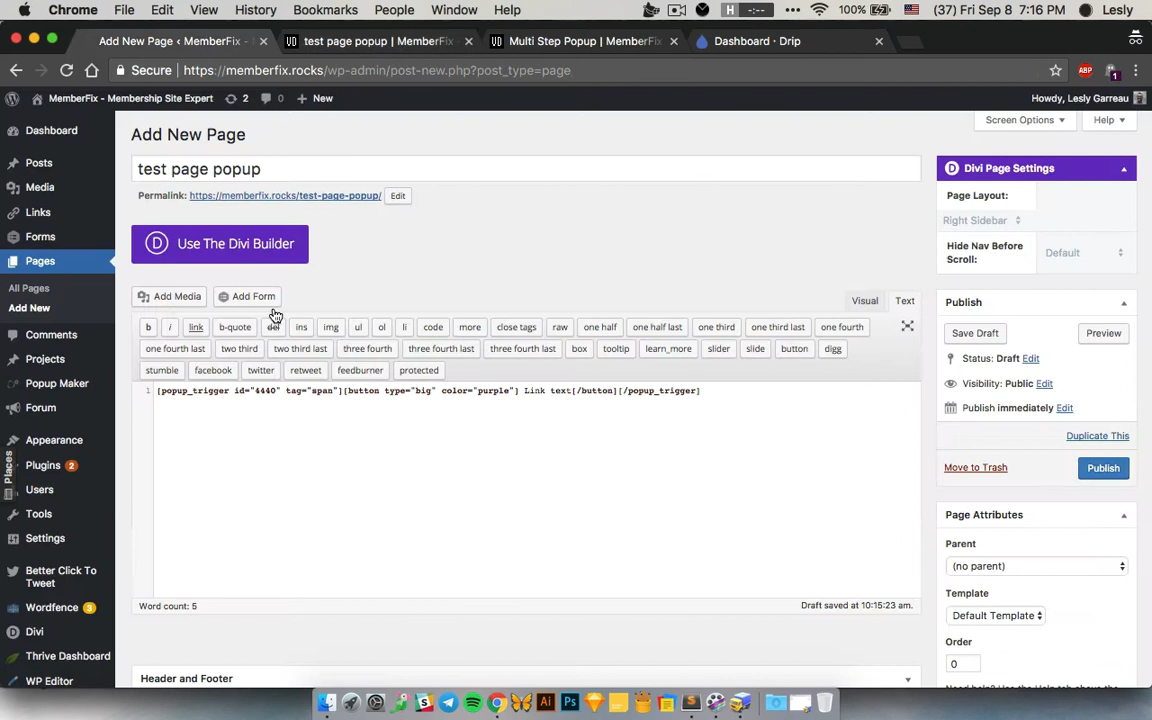 Chrome File Edit View History Bookmarks People Window Help H -:-- 100% (37) Fri Sep 8 7:16 PM Lesly
Add New Page ‹ MemberFix - test page popup | MemberFix - Multi Step Popup | MemberFix Dashboard · Drip
Secure https://memberfix.rocks/wp-admin/post-new.php?post_type=page ABP 1
MemberFix - Membership Site Expert 2 0 New Howdy, Lesly Garreau
Dashboard
Posts
Media
Links
Forms
Pages
All Pages
Add New
Comments
Projects
Popup Maker
Forum
Appearance
Plugins 2
Users
Tools
Settings
Better Click To
Tweet
Wordfence 3
Divi
Thrive Dashboard
WP Editor
Places
Add New Page
Screen Options Help
test page popup
Permalink: https://memberfix.rocks/test-page-popup/ Edit
D Use The Divi Builder
Add Media Add Form Visual Text
b i link b-quote del ins img ul ol li code more close tags raw one half one half last one third one third last one fourth
one fourth last two third two third last three fourth three fourth last three fourth last box tooltip learn_more slider slide button digg
stumble facebook twitter retweet feedburner protected
1 [popup_trigger id="4440" tag="span"][button type="big" color="purple"] Link text[/button][/popup_trigger]
Word count: 5 Draft saved at 10:15:23 am.
Header and Footer
D Divi Page Settings
Page Layout:
Right Sidebar
Hide Nav Before
Scroll:
Default
Publish
Save Draft Preview
Status: Draft Edit
Visibility: Public Edit
Publish immediately Edit
Duplicate This
Move to Trash Publish
Page Attributes
Parent
(no parent)
Template
Default Template
Order
0
Ai Ps